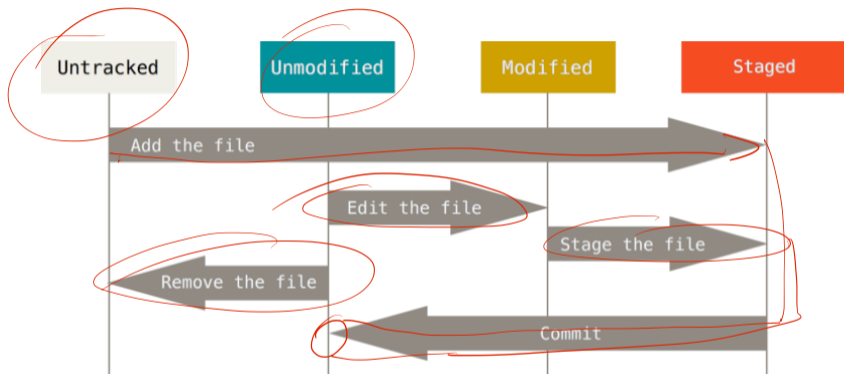 Untracked
Unmodified
Modified
Staged
Add the file
Edit the file
Stage the file
Remove the file
Commit